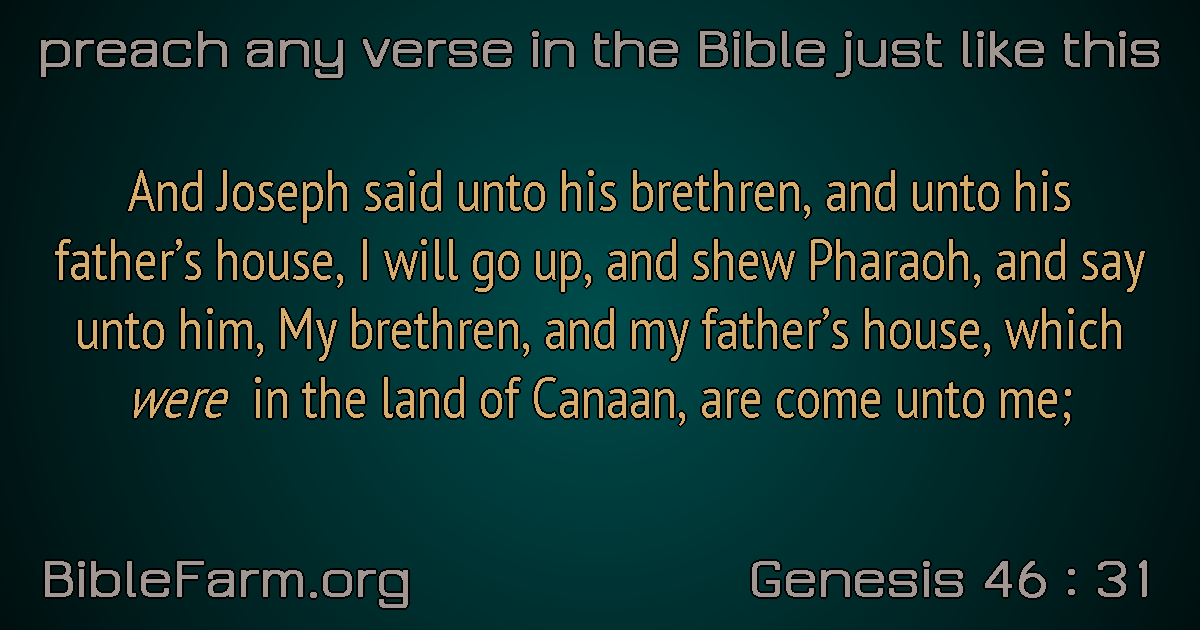 preach any verse in the Bible just like this
And Joseph said unto his brethren, and unto his
father’s house, I will go up, and shew Pharaoh, and say
unto him, My brethren, and my father’s house, which
were in the land of Canaan, are come unto me;
BibleFarm.org
Genesis 46 : 31